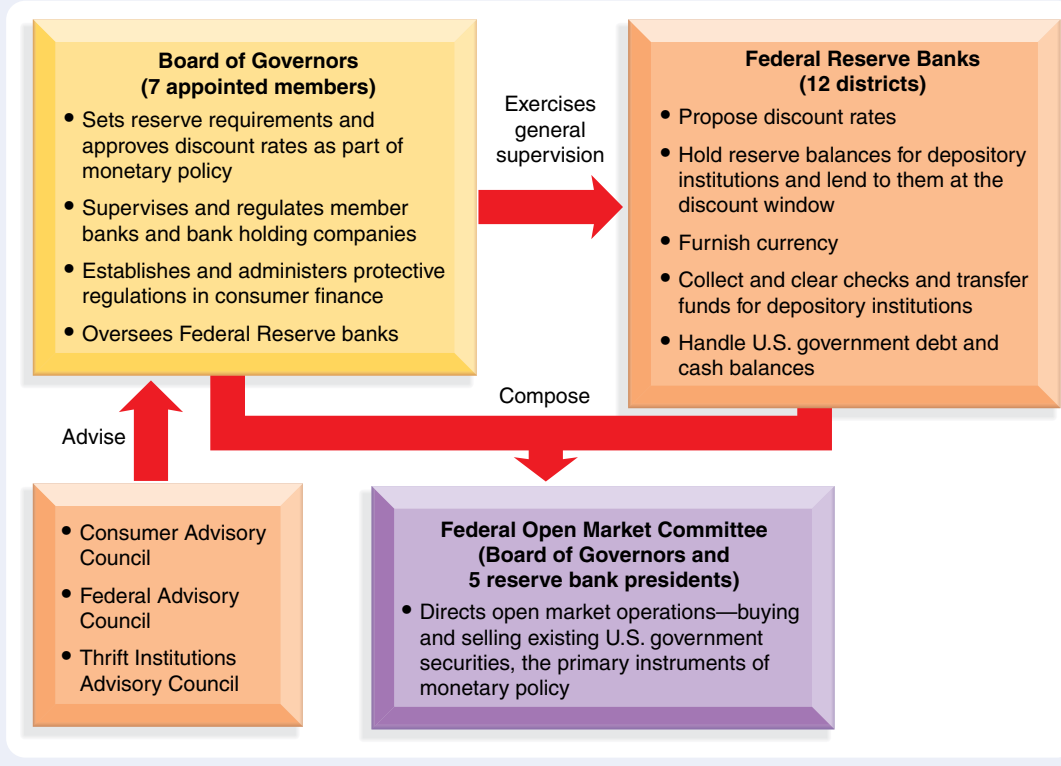 Board of Governors
(7 appointed members)
• Sets reserve requirements and
approves discount rates as part of
monetary policy
• Supervises and regulates member
banks and bank holding companies
• Establishes and administers protective
regulations in consumer finance
• Oversees Federal Reserve banks
Exercises
general
supervision
Federal Reserve Banks
(12 districts)
• Propose discount rates
• Hold reserve balances for depository
institutions and lend to them at the
discount window
• Furnish currency
• Collect and clear checks and transfer
funds for depository institutions
• Handle U.S. government debt and
cash balances
Compose
Advise
• Consumer Advisory
Council
• Federal Advisory
Council
• Thrift Institutions
Advisory Council
Federal Open Market Committee
(Board of Governors and
5 reserve bank presidents)
• Directs open market operations—buying
and selling existing U.S. government
securities, the primary instruments of
monetary policy